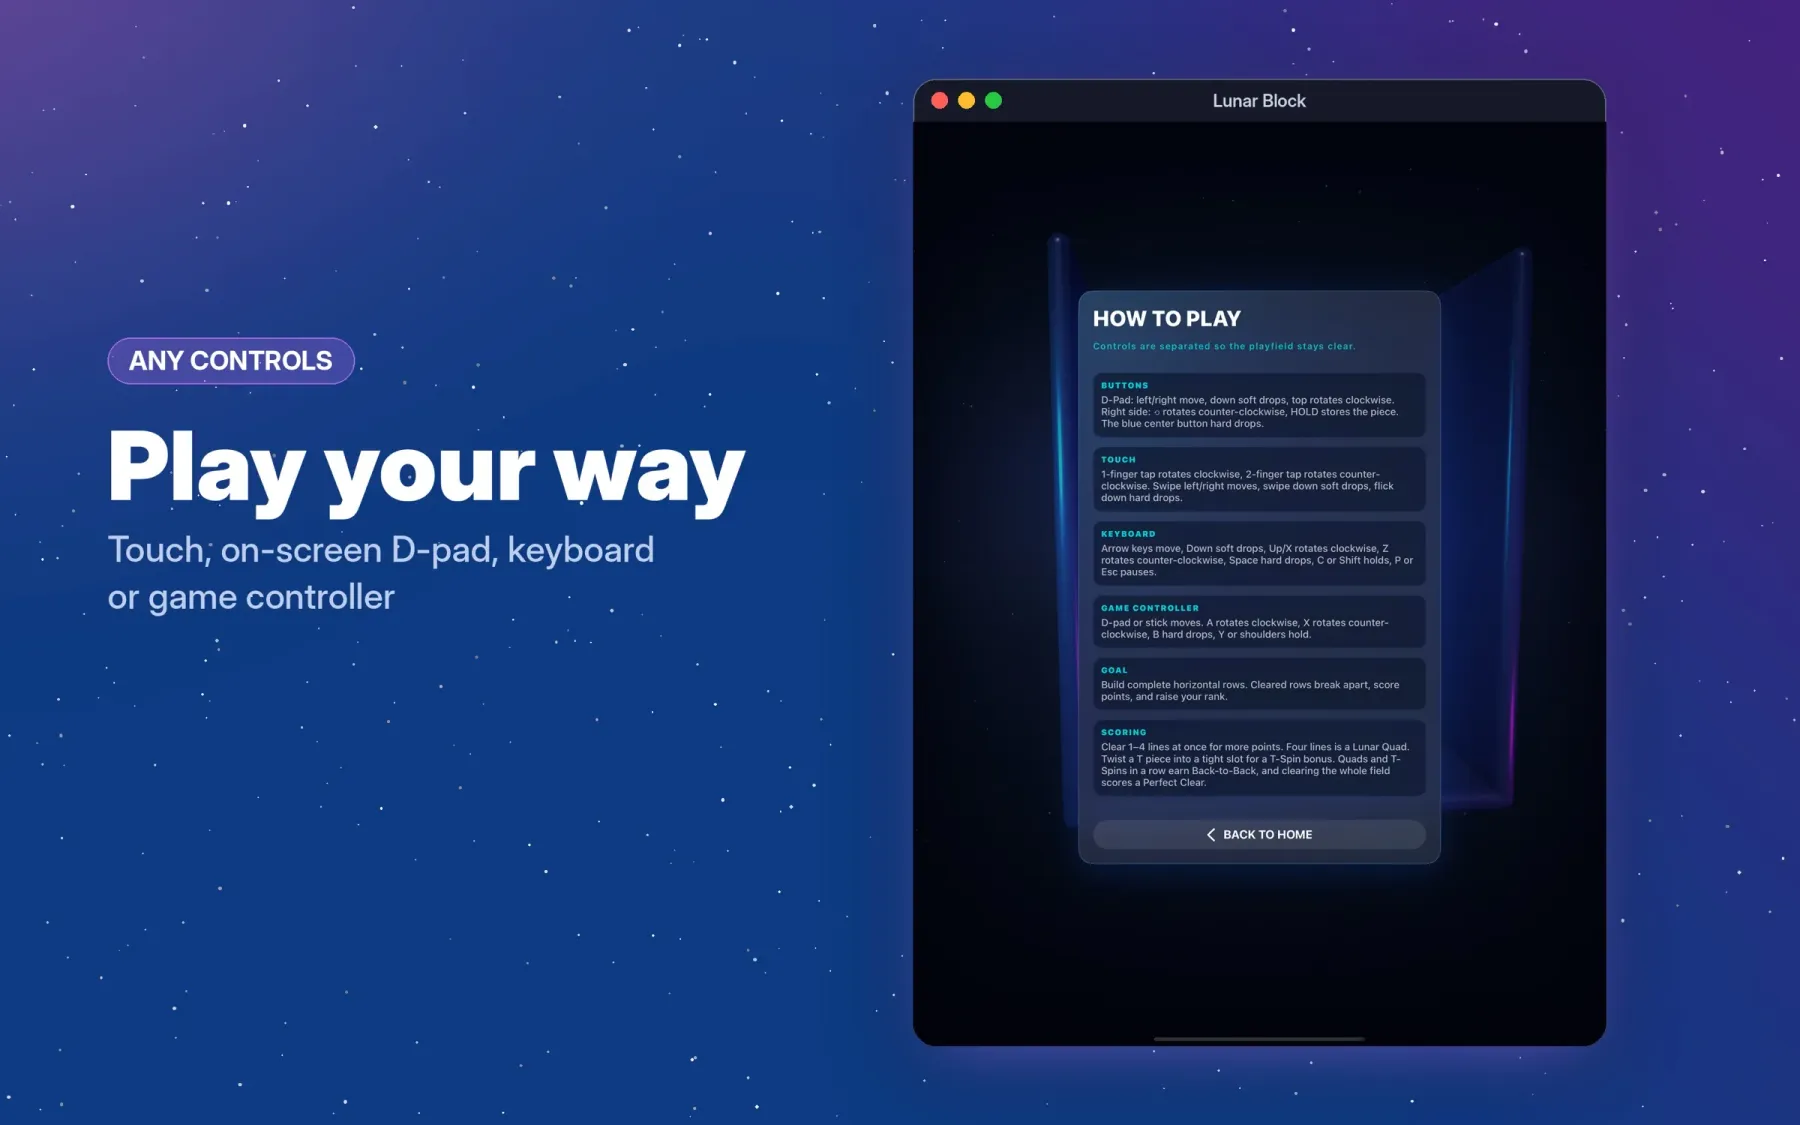 ANY CONTROLS
Play your way
Touch, on-screen D-pad, keyboard
or game controller
Lunar Block
HOW TO PLAY
Controls are separated so the playfield stays clear.
BUTTONS
D-Pad: left/right move, down soft drops, top rotates clockwise.
Right side: ○ rotates counter-clockwise, HOLD stores the piece.
The blue center button hard drops.
TOUCH
1-finger tap rotates clockwise, 2-finger tap rotates counter-
clockwise. Swipe left/right moves, swipe down soft drops, flick
down hard drops.
KEYBOARD
Arrow keys move, Down soft drops, Up/X rotates clockwise, Z
rotates counter-clockwise, Space hard drops, C or Shift holds, P or
Esc pauses.
GAME CONTROLLER
D-pad or stick moves. A rotates clockwise, X rotates counter-
clockwise, B hard drops, Y or shoulders hold.
GOAL
Build complete horizontal rows. Cleared rows break apart, score
points, and raise your rank.
SCORING
Clear 1–4 lines at once for more points. Four lines is a Lunar Quad.
Twist a T piece into a tight slot for a T-Spin bonus. Quads and T-
Spins in a row earn Back-to-Back, and clearing the whole field
scores a Perfect Clear.
BACK TO HOME